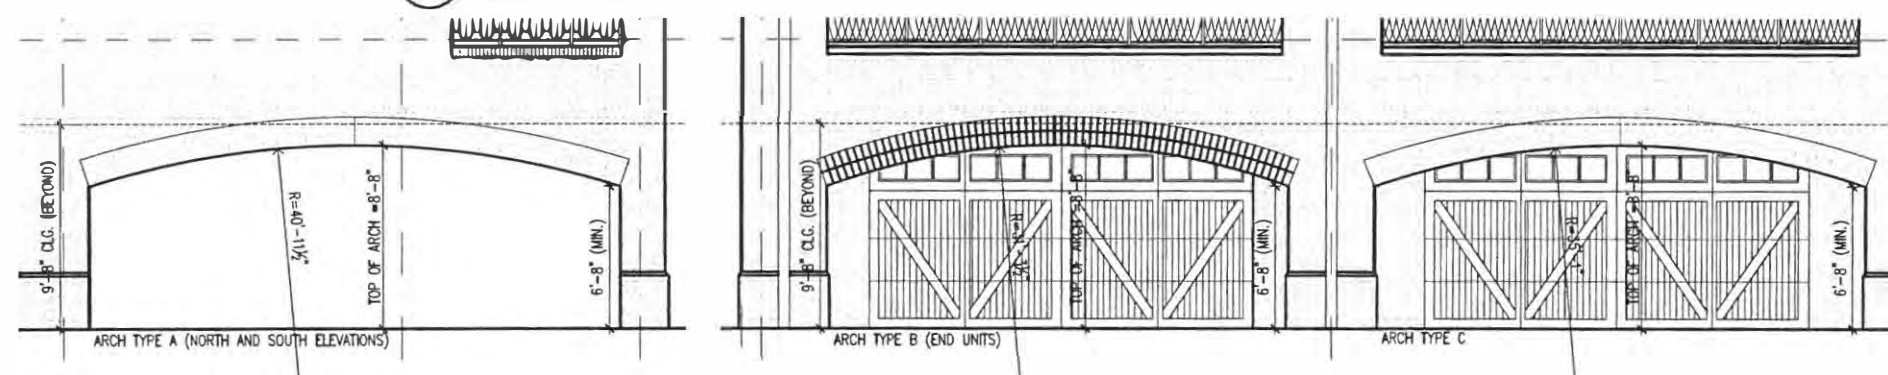 9'-8" CLG. (BEYOND)
R=40'-11½"
TOP OF ARCH =8'-8"
6'-8" (MIN.)
ARCH TYPE A (NORTH AND SOUTH ELEVATIONS)
9'-8" CLG. (BEYOND)
TOP OF ARCH =8'-8"
6'-8" (MIN.)
ARCH TYPE B (END UNITS)
TOP OF ARCH =8'-8"
6'-8" (MIN.)
ARCH TYPE C